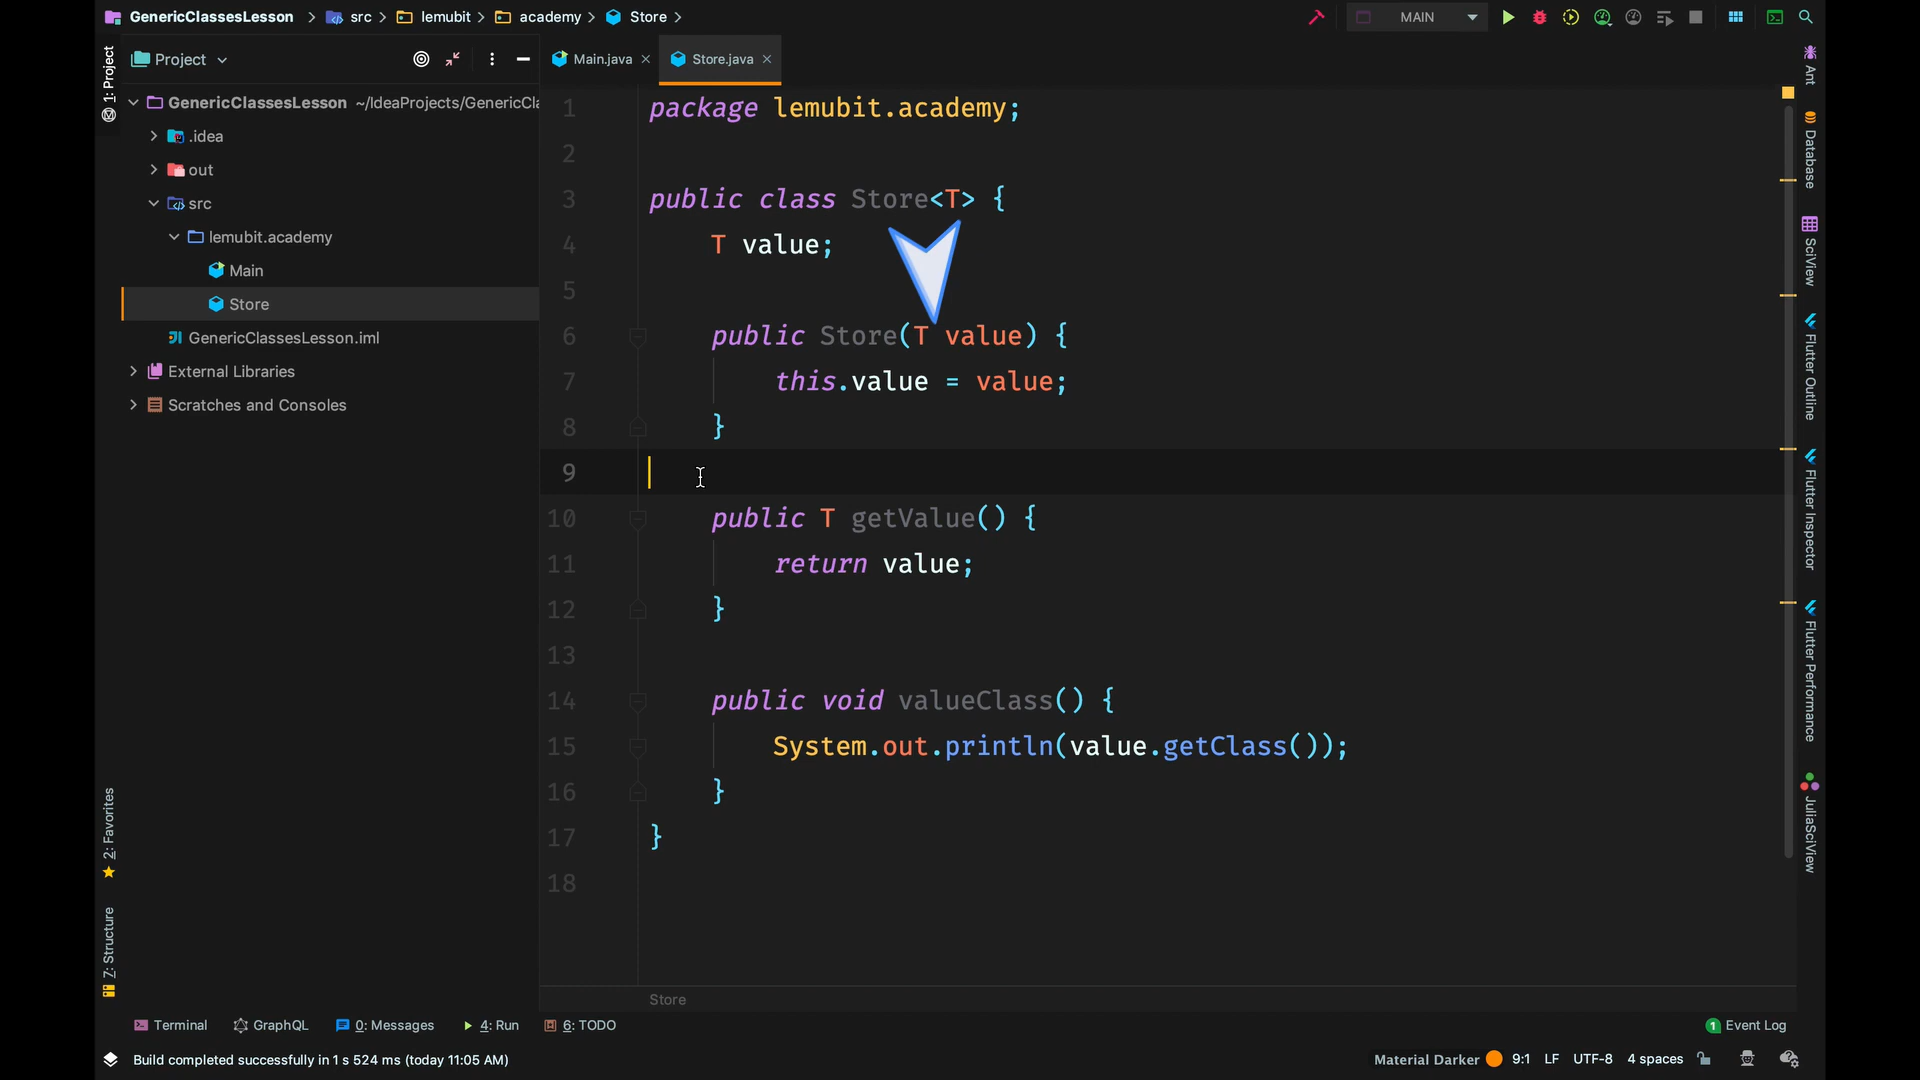 GenericClassesLesson src lemubit academy Store
MAIN
1: Project
Project
Main.java Store.java
GenericClassesLesson ~/IdeaProjects/GenericCla
.idea
out
src
lemubit.academy
Main
Store
GenericClassesLesson.iml
External Libraries
Scratches and Consoles
1 package lemubit.academy;
2
3 public class Store<T> {
4 T value;
5
6 public Store(T value) {
7 this.value = value;
8 }
9
10 public T getValue() {
11 return value;
12 }
13
14 public void valueClass() {
15 System.out.println(value.getClass());
16 }
17 }
18
Store
Ant
Database
SciView
Flutter Outline
Flutter Inspector
Flutter Performance
JuliaSciView
2: Favorites
7: Structure
Terminal GraphQL 0: Messages 4: Run 6: TODO 1 Event Log
Build completed successfully in 1 s 524 ms (today 11:05 AM) Material Darker 9:1 LF UTF-8 4 spaces